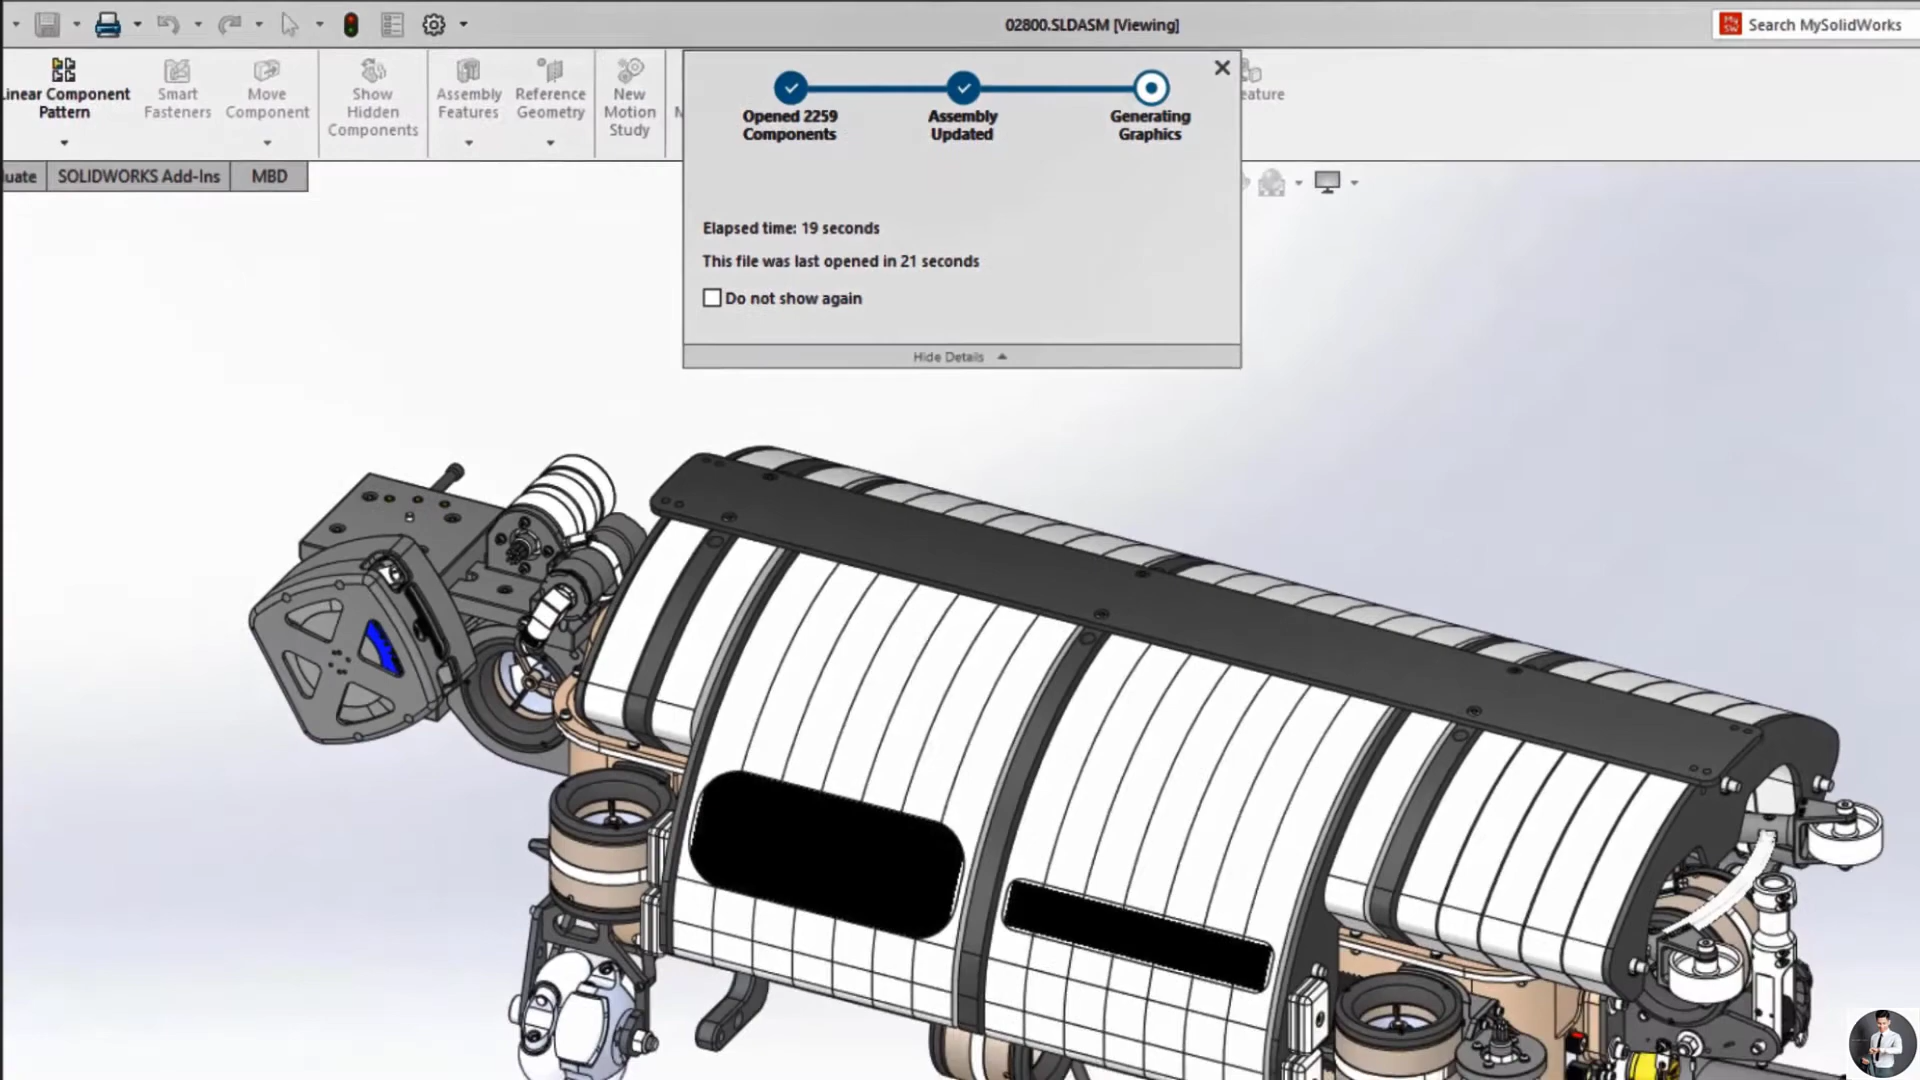 02800.SLDASM [Viewing]
Search MySolidWorks
Linear Component
Pattern
Smart
Fasteners
Move
Component
Show
Hidden
Components
Assembly
Features
Reference
Geometry
New
Motion
Study
Opened 2259
Components
Assembly
Updated
Generating
Graphics
Elapsed time: 19 seconds
This file was last opened in 21 seconds
Do not show again
Hide Details
eature
uate
SOLIDWORKS Add-Ins
MBD